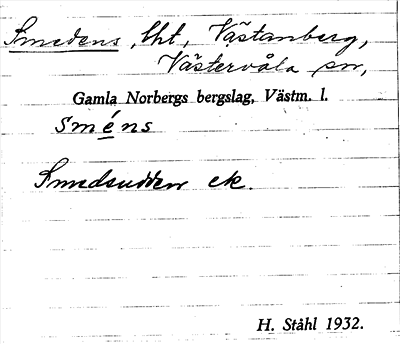 Smedens, lht, Västanberg,
Västervåla sn,
Gamla Norbergs bergslag, Västm. l.
sméns
Smedsudden ek.
H. Ståhl 1932.